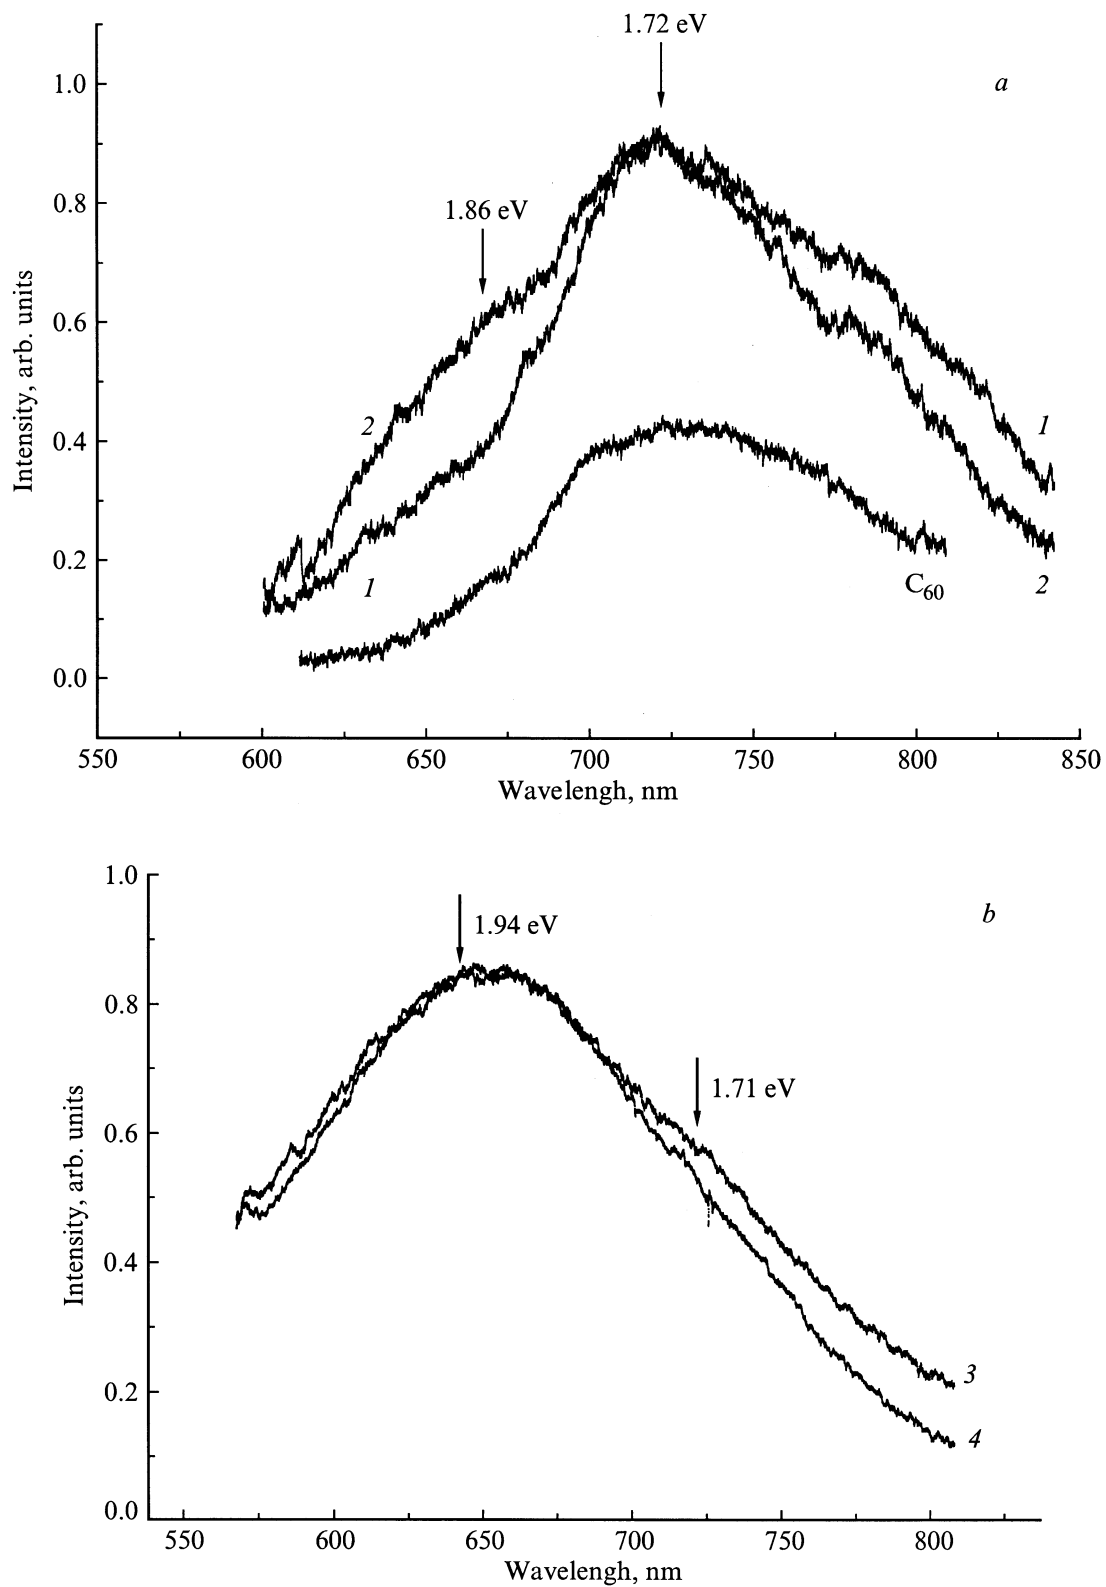 1.72 eV
a
1.0
0.8
1.86 eV
0.6
Intensity, arb. units
2
1
0.4
0.2
1
C60
2
0.0
550 600 650 700 750 800 850
Wavelengh, nm
1.0
1.94 eV
b
0.8
1.71 eV
0.6
Intensity, arb. units
0.4
3
0.2
4
0.0
550 600 650 700 750 800
Wavelengh, nm